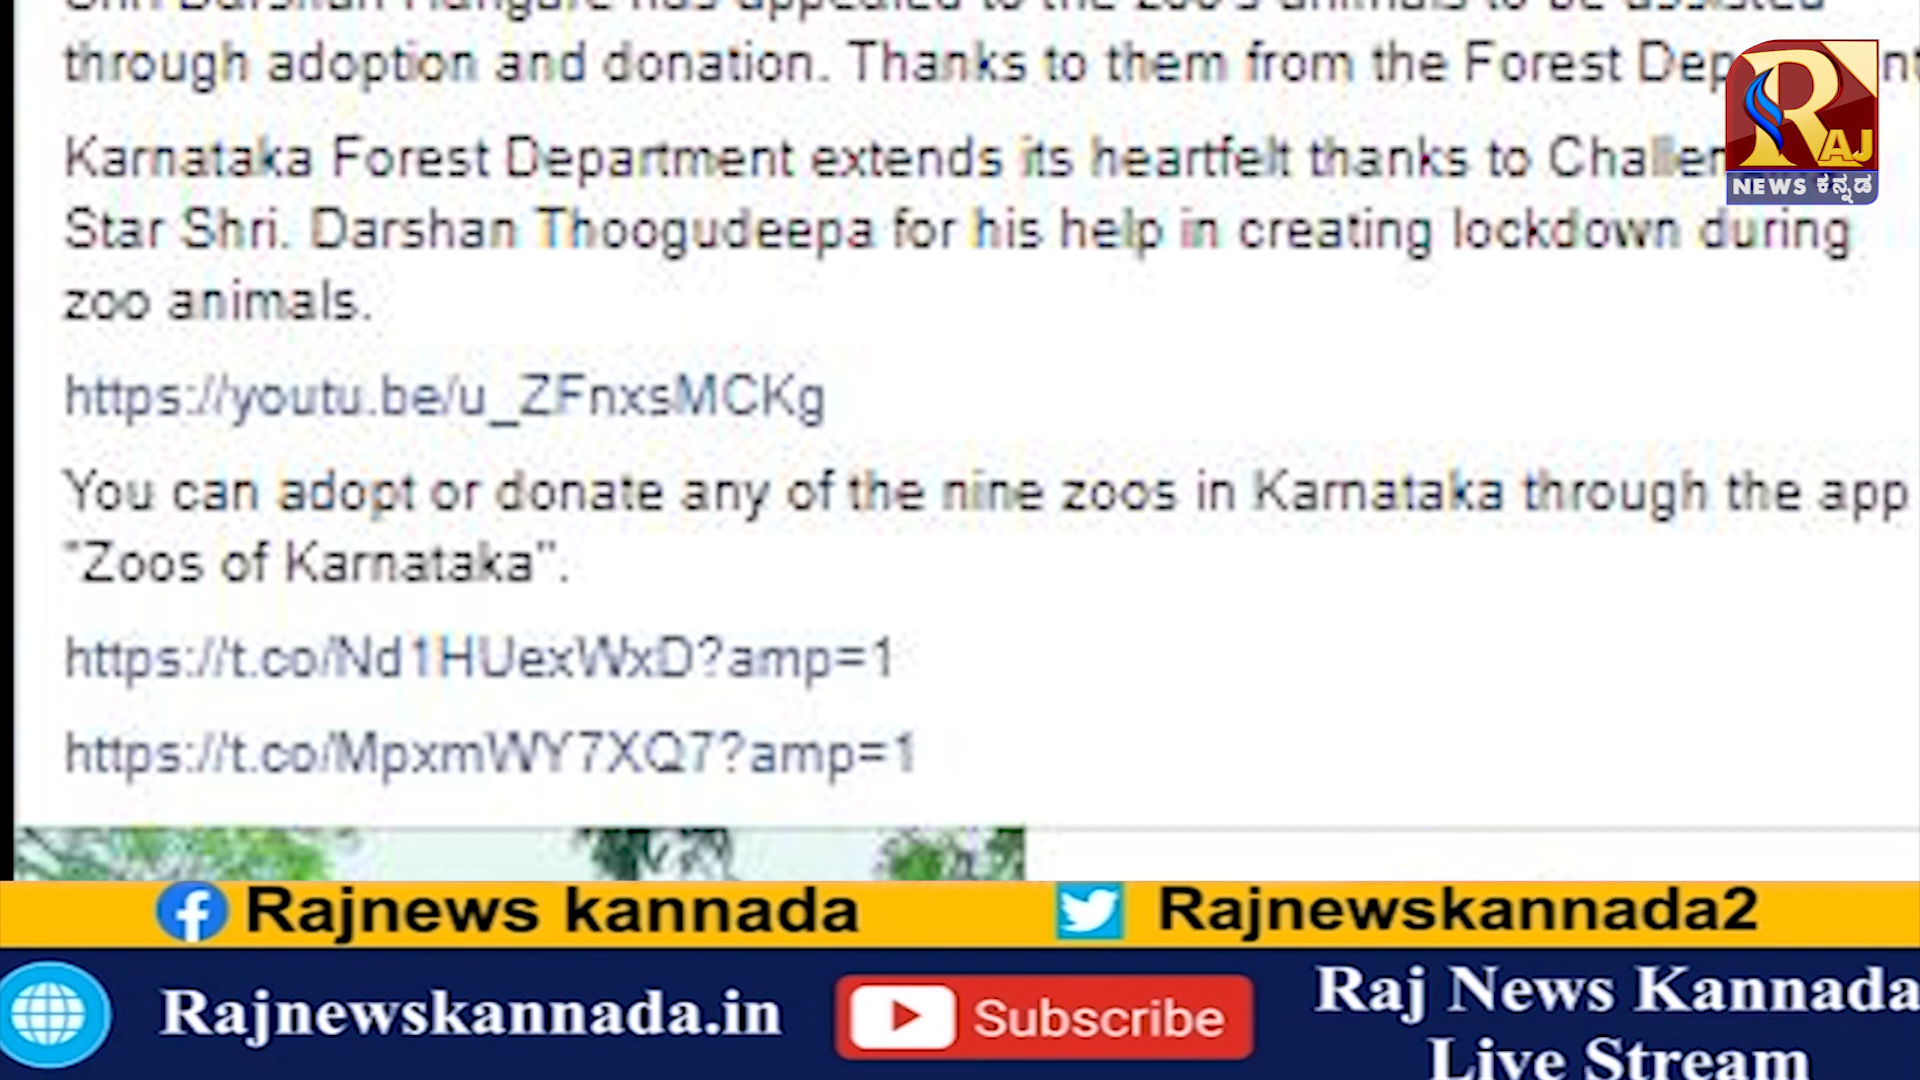 through adoption and donation. Thanks to them from the Forest Dep
Karnataka Forest Department extends its heartfelt thanks to Challen
Star Shri. Darshan Thoogudeepa for his help in creating lockdown during
zoo animals.
https://youtu.be/u_ZFnxsMCKg
You can adopt or donate any of the nine zoos in Karnataka through the app
"Zoos of Karnataka".
https://t.co/Nd1HUexWxD?amp=1
https://t.co/MpxmWY7XQ7?amp=1
RAJ
NEWS ಕನ್ನಡ
Rajnews kannada
Rajnewskannada2
Rajnewskannada.in
Subscribe
Raj News Kannada
Live Stream